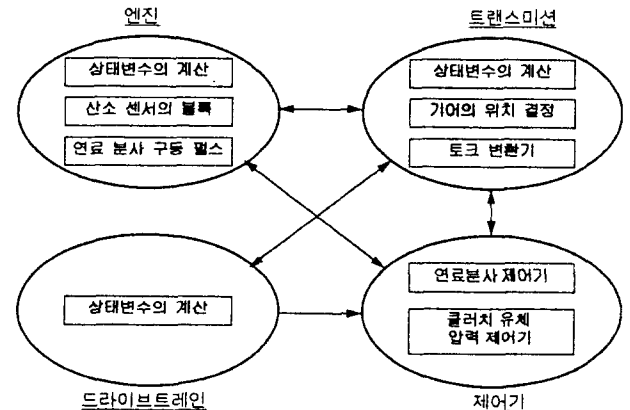 엔진
상태변수의 계산
산소 센서의 블록
연료 분사 구동 펄스
트랜스미션
상태변수의 계산
기어의 위치 결정
토크 변환기
상태변수의 계산
드라이브트레인
연료분사 제어기
클러치 유체
압력 제어기
제어기